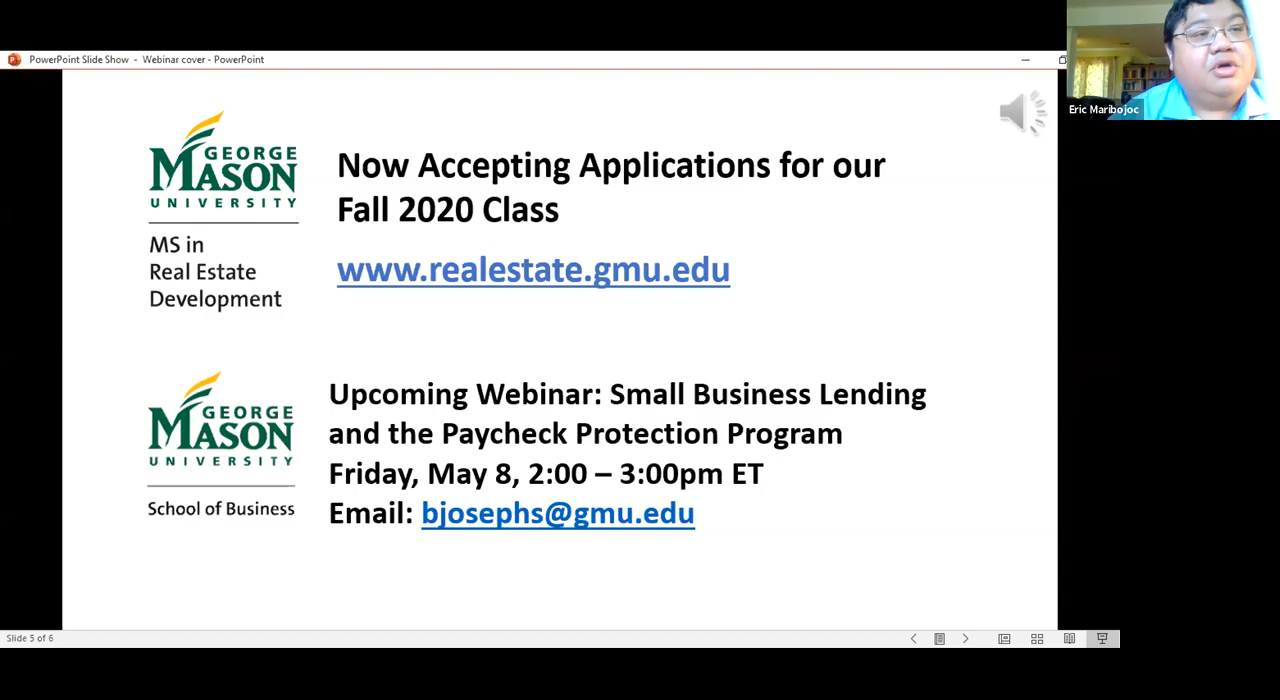 PowerPoint Slide Show - Webinar cover - PowerPoint
Eric Maribojoc
GEORGE
MASON
UNIVERSITY
MS in
Real Estate
Development
Now Accepting Applications for our
Fall 2020 Class
www.realestate.gmu.edu
GEORGE
MASON
UNIVERSITY
School of Business
Upcoming Webinar: Small Business Lending
and the Paycheck Protection Program
Friday, May 8, 2:00 – 3:00pm ET
Email: bjosephs@gmu.edu
Slide 5 of 6